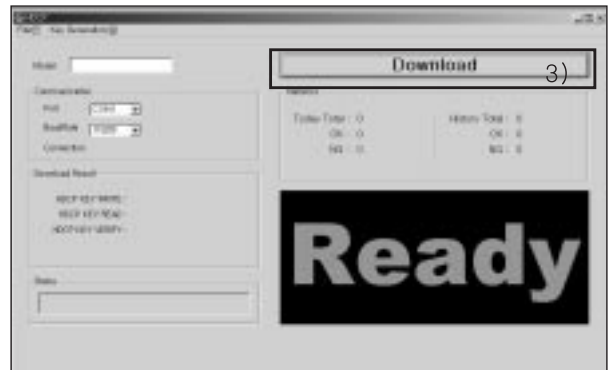 Model
Download
3)
Communication
Port
BaudRate
Connection
Today Total : 0
OK : 0
NG : 0
History Total : 0
OK : 0
NG : 0
Download Result
HDCP KEY WRITE :
HDCP KEY READ :
HDCP KEY VERIFY :
Ready
Status